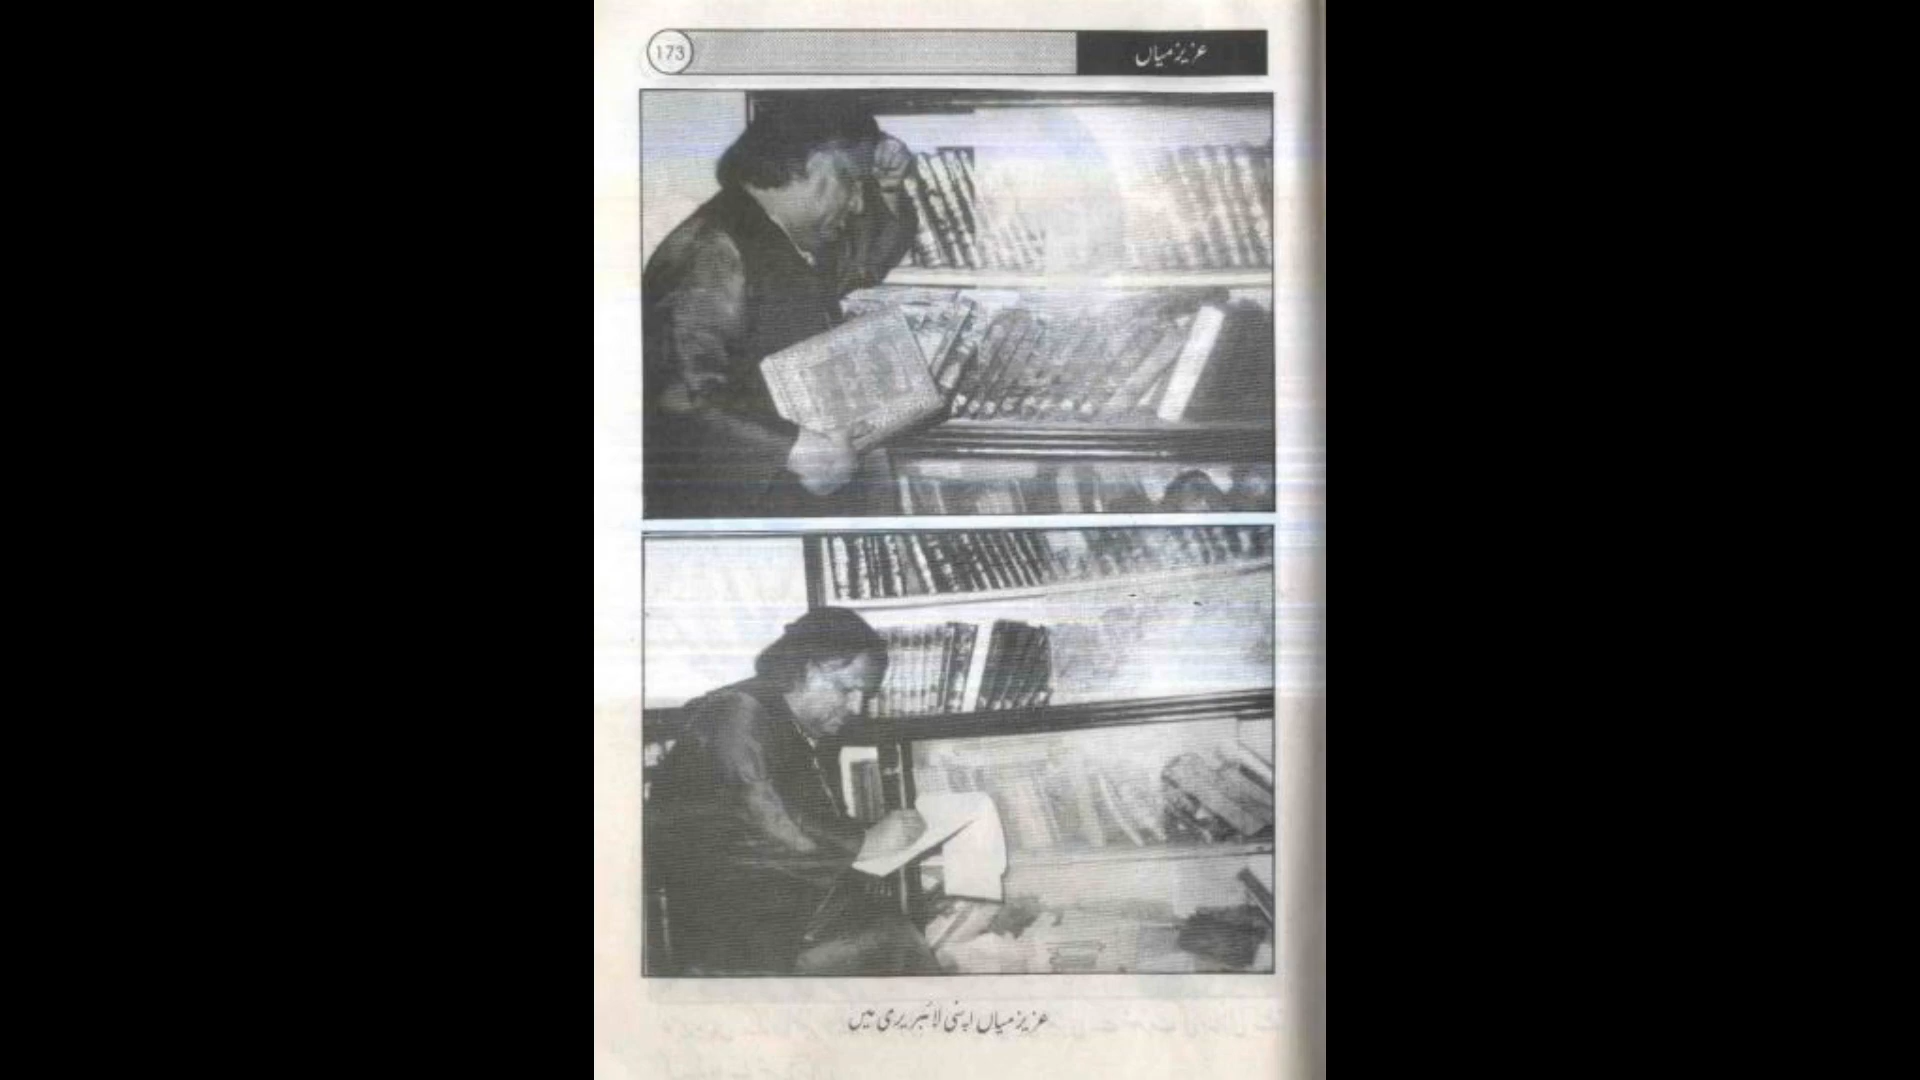 عزیز میاں
173
عزیز میاں اپنی لائبریری میں